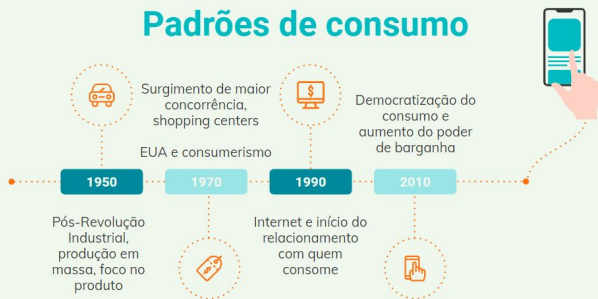 Padrões de consumo
Surgimento de maior
concorrência,
shopping centers
EUA e consumerismo
Democratização do
consumo e
aumento do poder
de barganha
1950
1970
1990
2010
Pós-Revolução
Industrial,
produção em
massa, foco no
produto
Internet e início do
relacionamento
com quem
consome
$